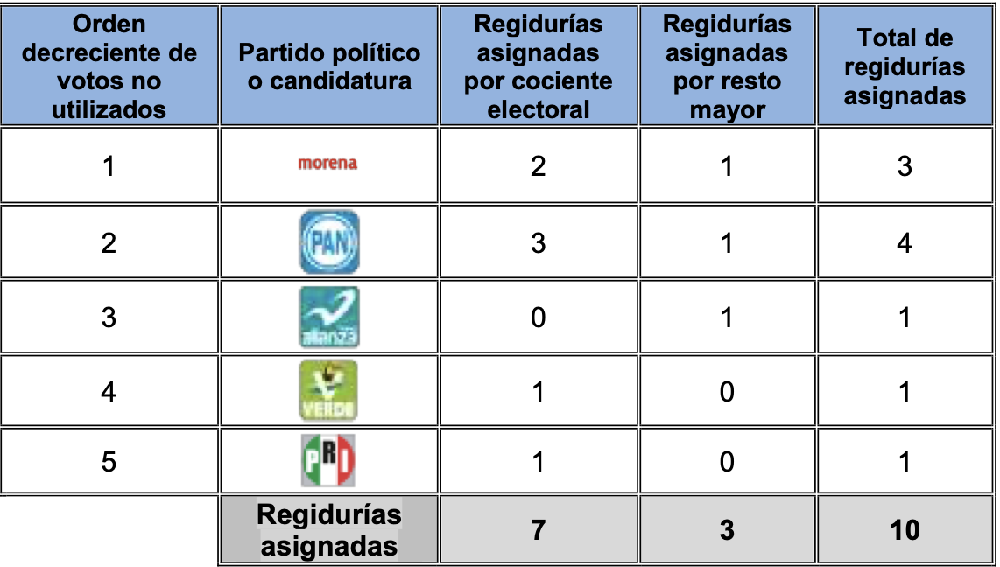 Orden decreciente de votos no utilizados
Partido político o candidatura
Regidurías asignadas por cociente electoral
Regidurías asignadas por resto mayor
Total de regidurías asignadas
1 morena 2 1 3
2 PAN 3 1 4
3 alianza 0 1 1
4 VERDE 1 0 1
5 PRI 1 0 1
Regidurías asignadas 7 3 10